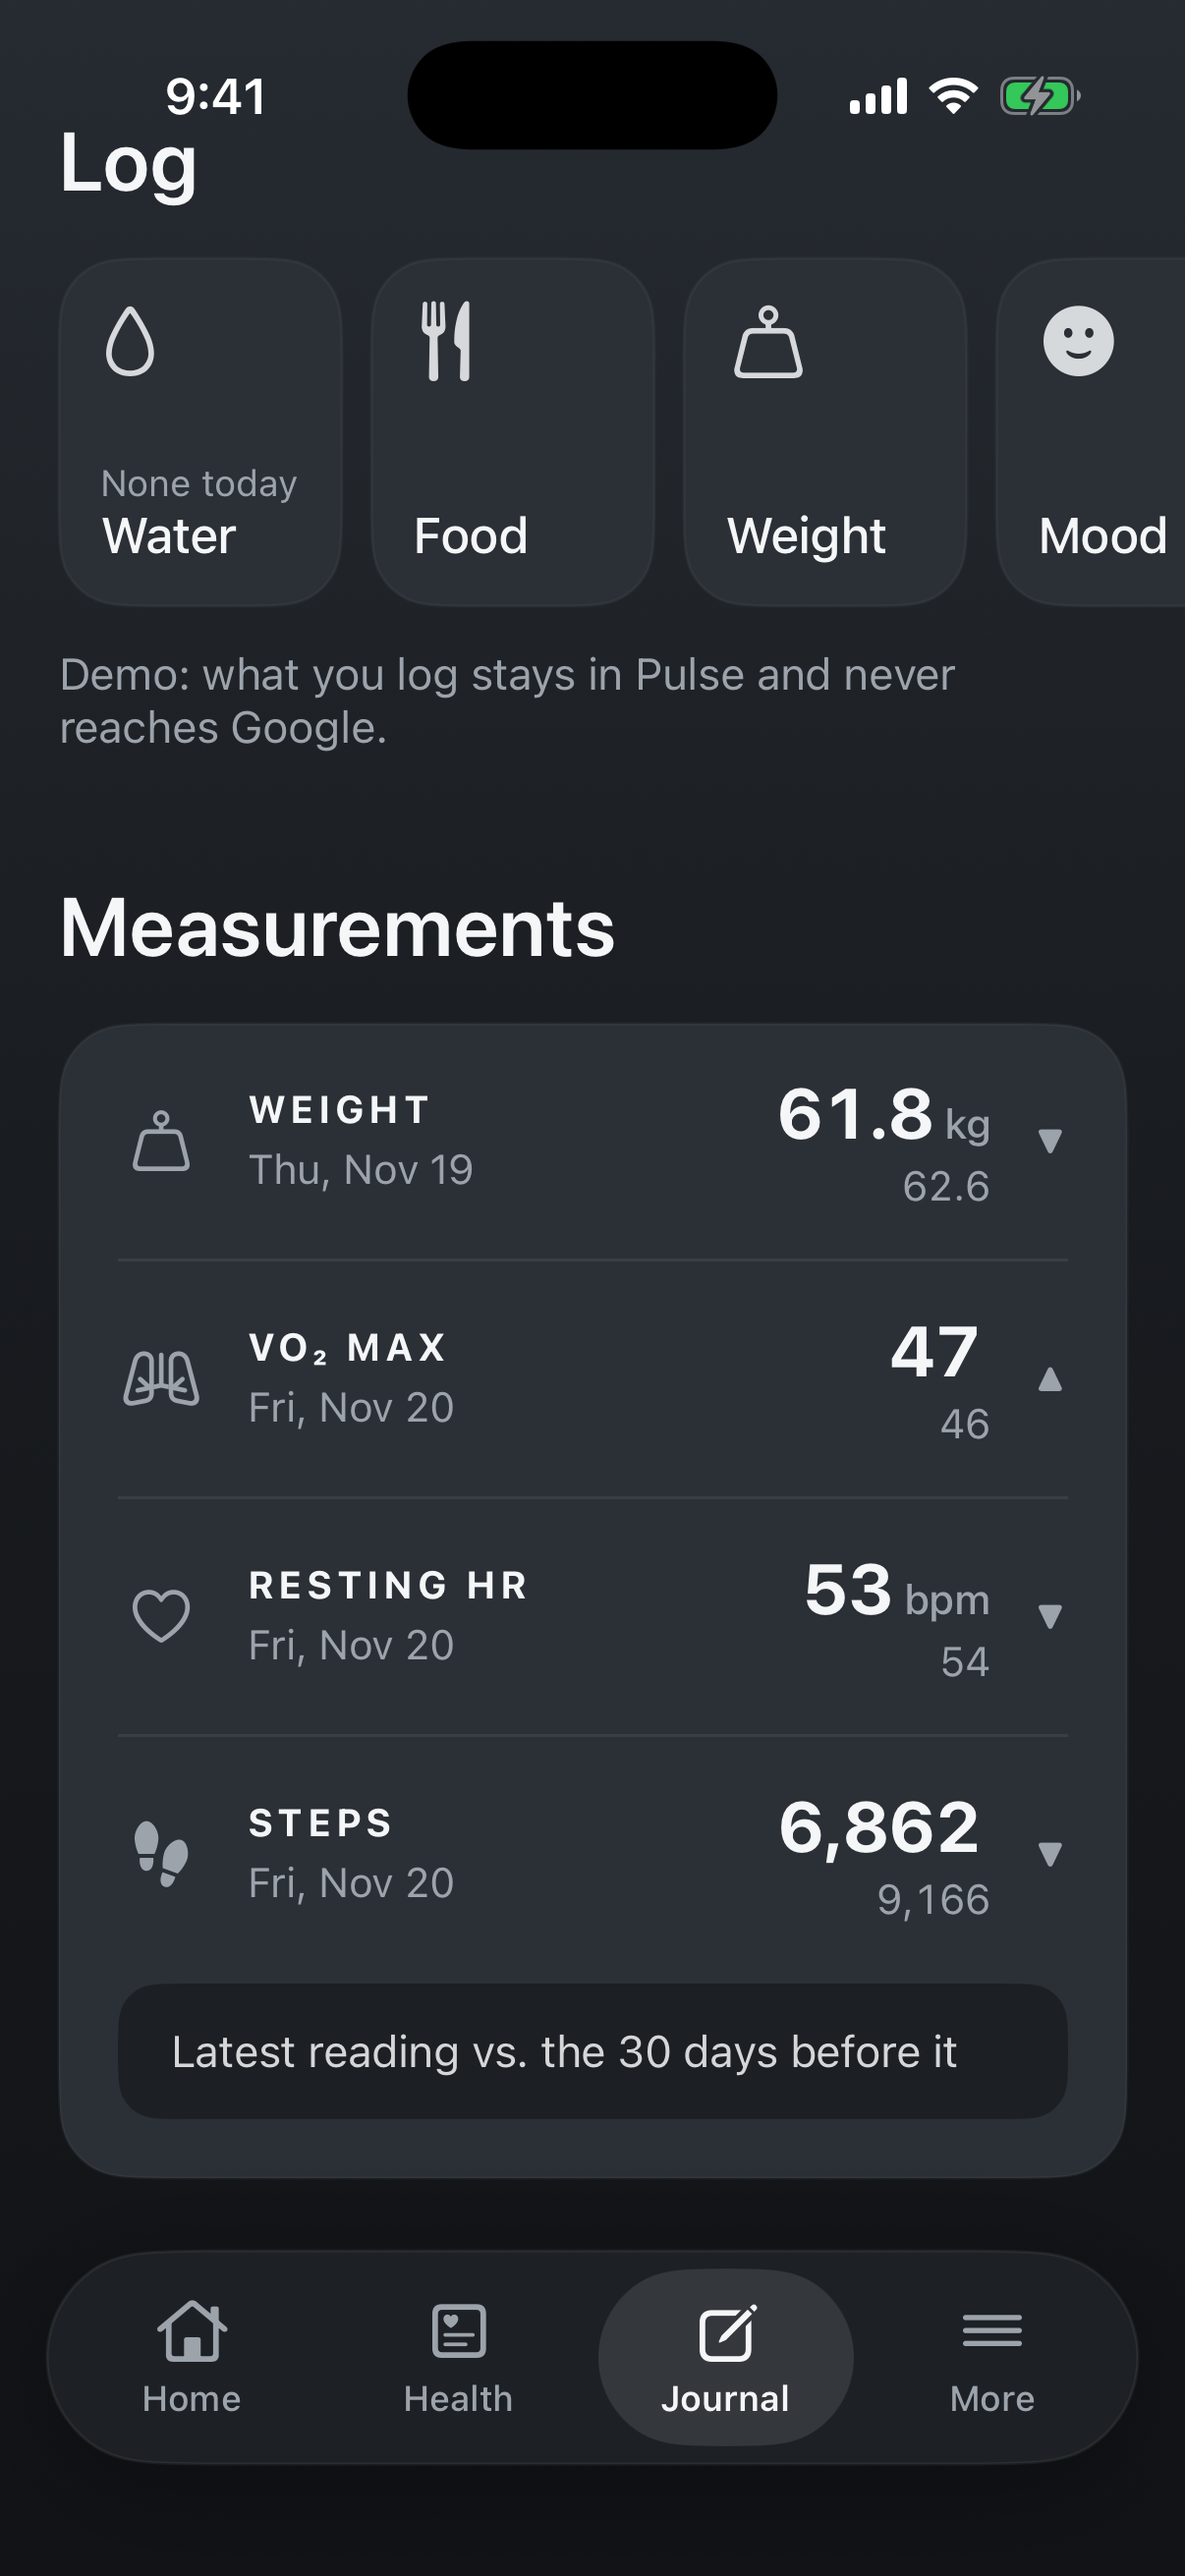 9:41
Log
None today
Water
Food
Weight
Mood
Demo: what you log stays in Pulse and never
reaches Google.
Measurements
WEIGHT
61.8 kg
Thu, Nov 19
62.6
VO₂ MAX
47
Fri, Nov 20
46
RESTING HR
53 bpm
Fri, Nov 20
54
STEPS
6,862
Fri, Nov 20
9,166
Latest reading vs. the 30 days before it
Home
Health
Journal
More